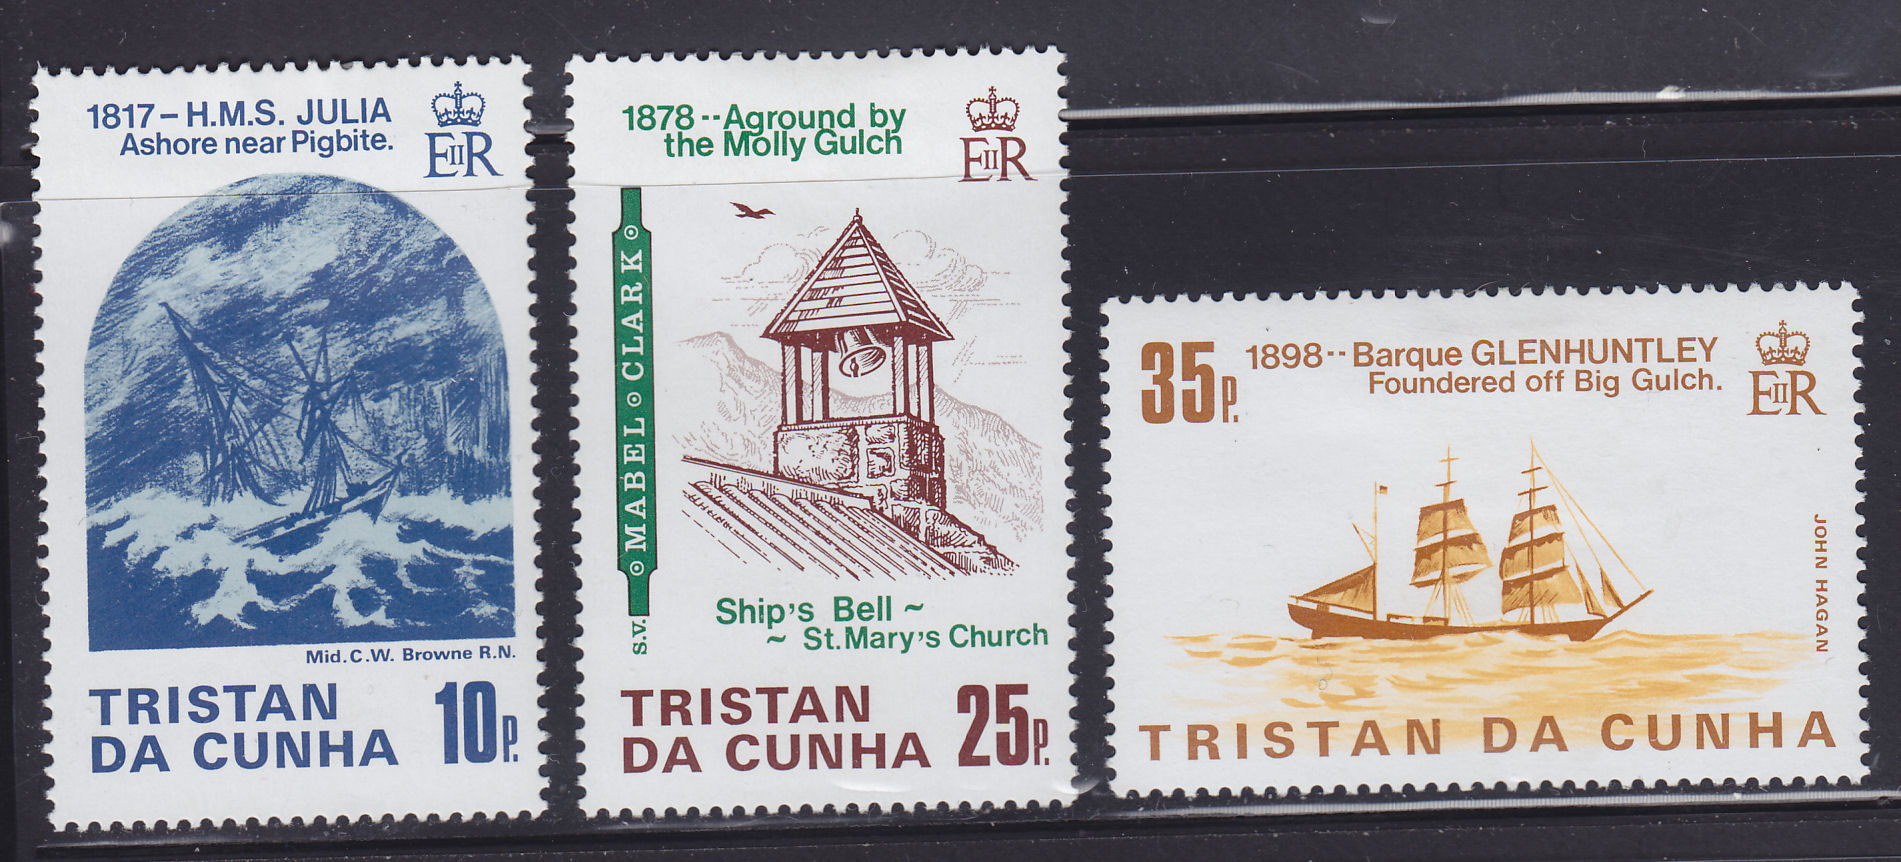 1817 – H.M.S. JULIA
Ashore near Pigbite.
EIIR
Mid. C.W. Browne R.N.
TRISTAN
DA CUNHA
10P.
1878 -- Aground by
the Molly Gulch
EIIR
S.V. MABEL CLARK
Ship's Bell ~
~ St. Mary's Church
TRISTAN
DA CUNHA
25P.
35P.
1898 -- Barque GLENHUNTLEY
Foundered off Big Gulch.
EIIR
JOHN HAGAN
TRISTAN DA CUNHA